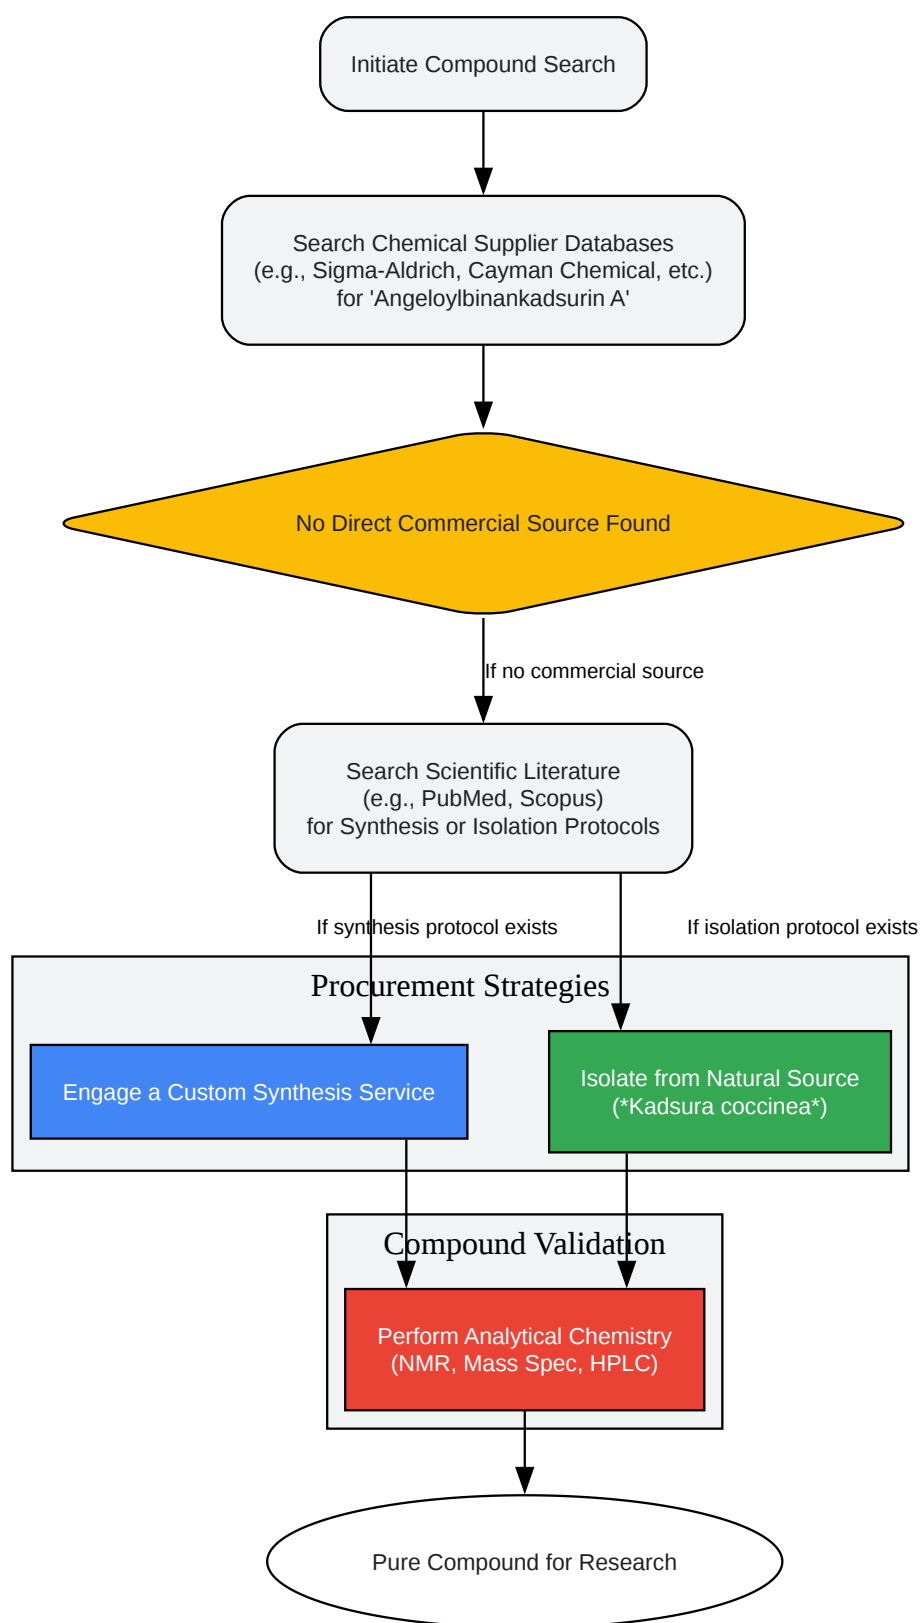 Initiate Compound Search
Search Chemical Supplier Databases
(e.g., Sigma-Aldrich, Cayman Chemical, etc.)
for 'Angeloylbinankadsurin A'
No Direct Commercial Source Found
If no commercial source
Search Scientific Literature
(e.g., PubMed, Scopus)
for Synthesis or Isolation Protocols
If synthesis protocol exists
If isolation protocol exists
Procurement Strategies
Engage a Custom Synthesis Service
Isolate from Natural Source
(*Kadsura coccinea*)
Compound Validation
Perform Analytical Chemistry
(NMR, Mass Spec, HPLC)
Pure Compound for Research